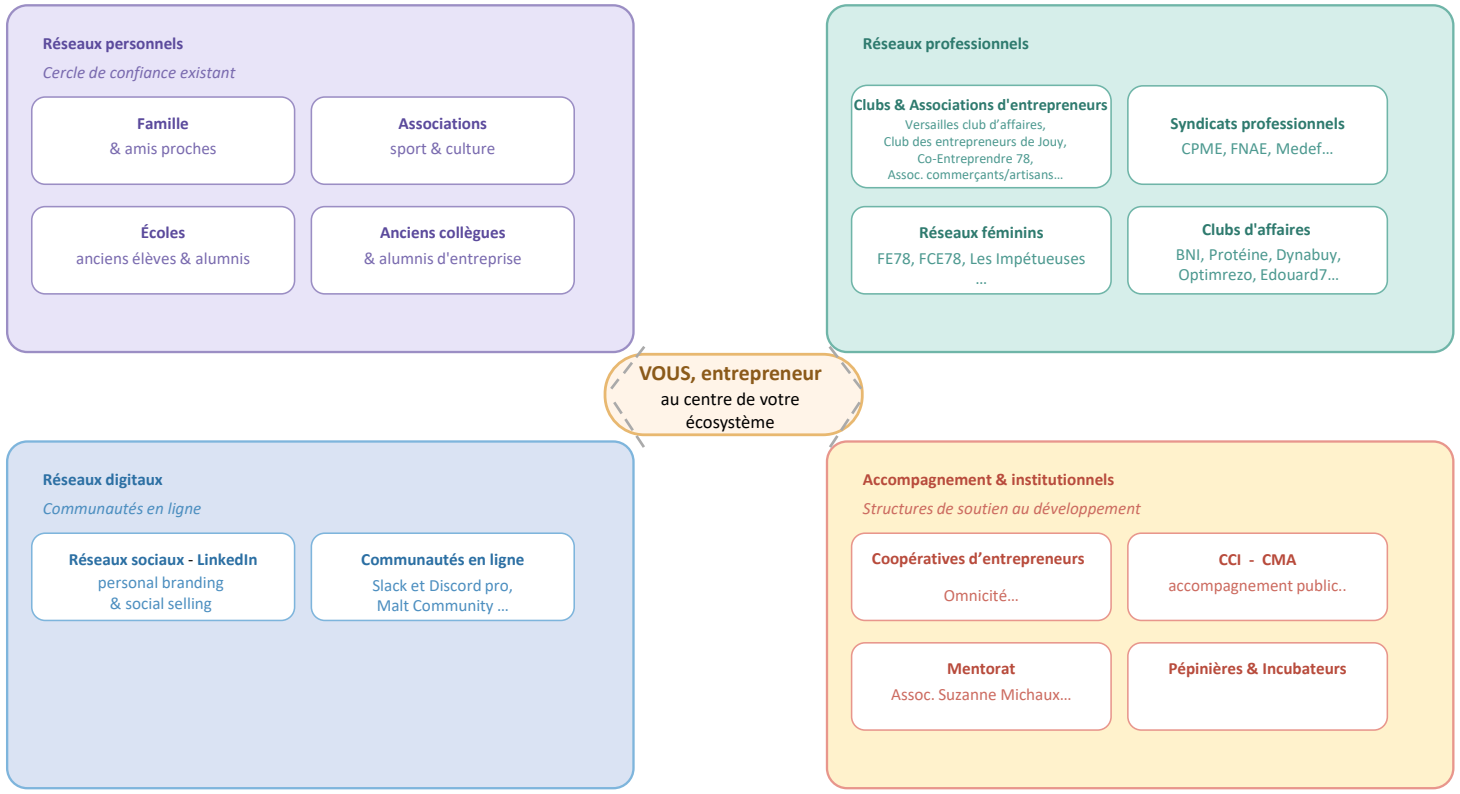 Réseaux personnels
Cercle de confiance existant
Famille
& amis proches
Associations
sport & culture
Écoles
anciens élèves & alumnis
Anciens collègues
& alumnis d'entreprise
Réseaux professionnels
Clubs & Associations d'entrepreneurs
Versailles club d’affaires,
Club des entrepreneurs de Jouy,
Co-Entreprendre 78,
Assoc. commerçants/artisans…
Syndicats professionnels
CPME, FNAE, Medef…
Réseaux féminins
FE78, FCE78, Les Impétueuses
…
Clubs d'affaires
BNI, Protéine, Dynabuy,
Optimrezo, Edouard7…
VOUS, entrepreneur
au centre de votre
écosystème
Réseaux digitaux
Communautés en ligne
Réseaux sociaux - LinkedIn
personal branding
& social selling
Communautés en ligne
Slack et Discord pro,
Malt Community …
Accompagnement & institutionnels
Structures de soutien au développement
Coopératives d’entrepreneurs
Omnicité…
CCI - CMA
accompagnement public..
Mentorat
Assoc. Suzanne Michaux…
Pépinières & Incubateurs